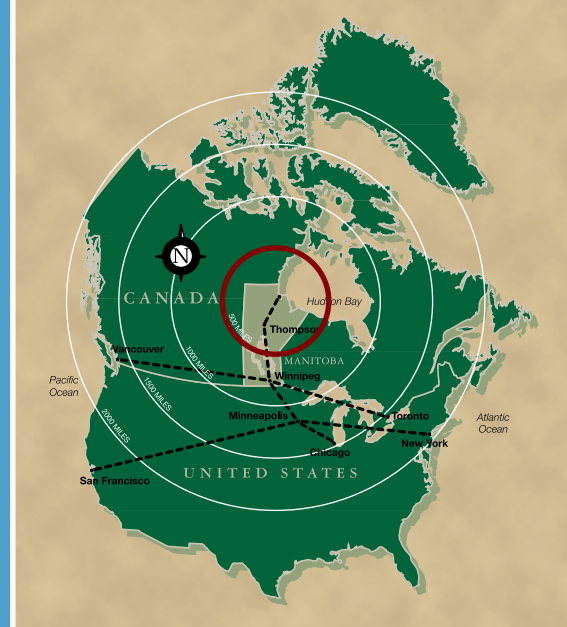 N
CANADA
Hudson Bay
500 MILES
Thompson
Vancouver
1000 MILES
MANITOBA
Winnipeg
Pacific
Ocean
1500 MILES
2000 MILES
Minneapolis
Toronto
Atlantic
Ocean
New York
Chicago
UNITED STATES
San Francisco